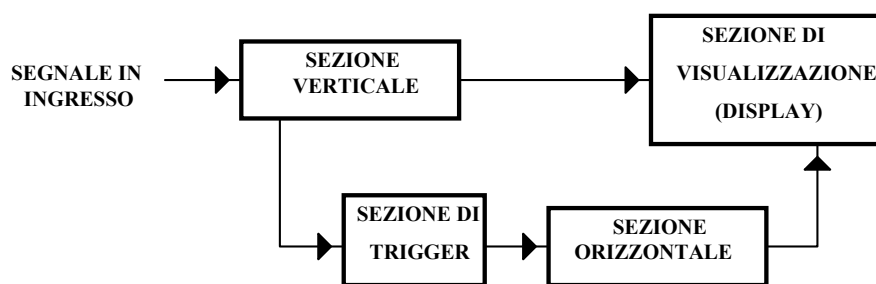 SEGNALE IN
INGRESSO
SEZIONE
VERTICALE
SEZIONE DI
VISUALIZZAZIONE
(DISPLAY)
SEZIONE DI
TRIGGER
SEZIONE
ORIZZONTALE